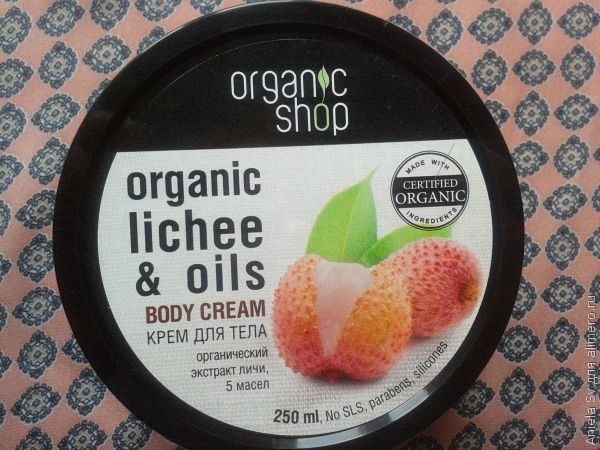 organic
shop
organic
lichee
& oils
BODY CREAM
КРЕМ ДЛЯ ТЕЛА
органический
экстракт личи,
5 масел
MADE WITH
CERTIFIED
ORGANIC
INGREDIENTS
250 ml, No SLS, parabens, silicones
Aniela S. для allmero.ru